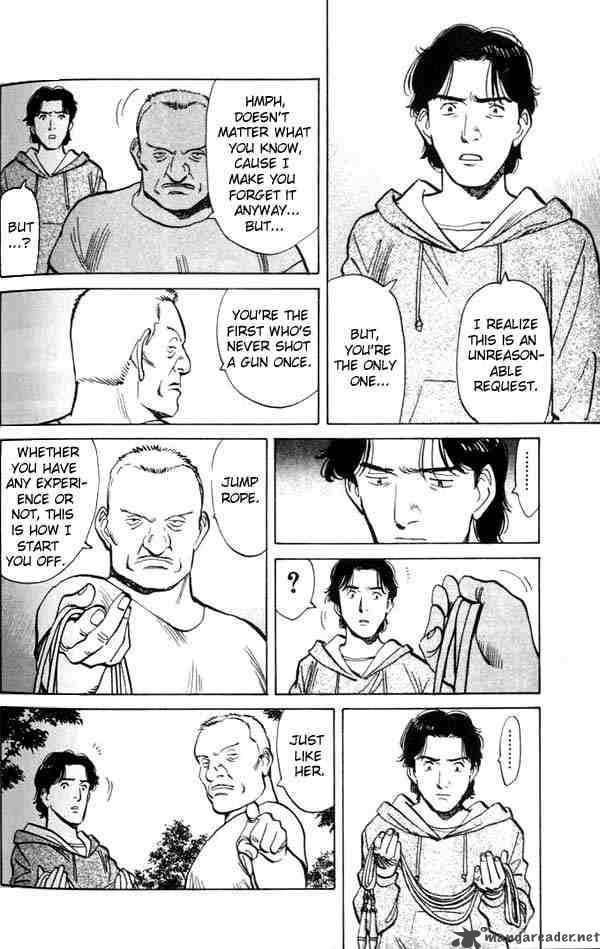 I REALIZE
THIS IS AN
UNREASON-
ABLE
REQUEST.
BUT,
YOU'RE
THE ONLY
ONE...
HMPH,
DOESN'T
MATTER WHAT
YOU KNOW,
CAUSE I
MAKE YOU
FORGET IT
ANYWAY...
BUT...
BUT
...?
YOU'RE THE
FIRST WHO'S
NEVER SHOT
A GUN ONCE.
.......
JUMP
ROPE.
WHETHER
YOU HAVE
ANY EXPERI-
ENCE OR
NOT, THIS
IS HOW I
START
YOU OFF.
?
.......
JUST
LIKE
HER.
mangareader.net